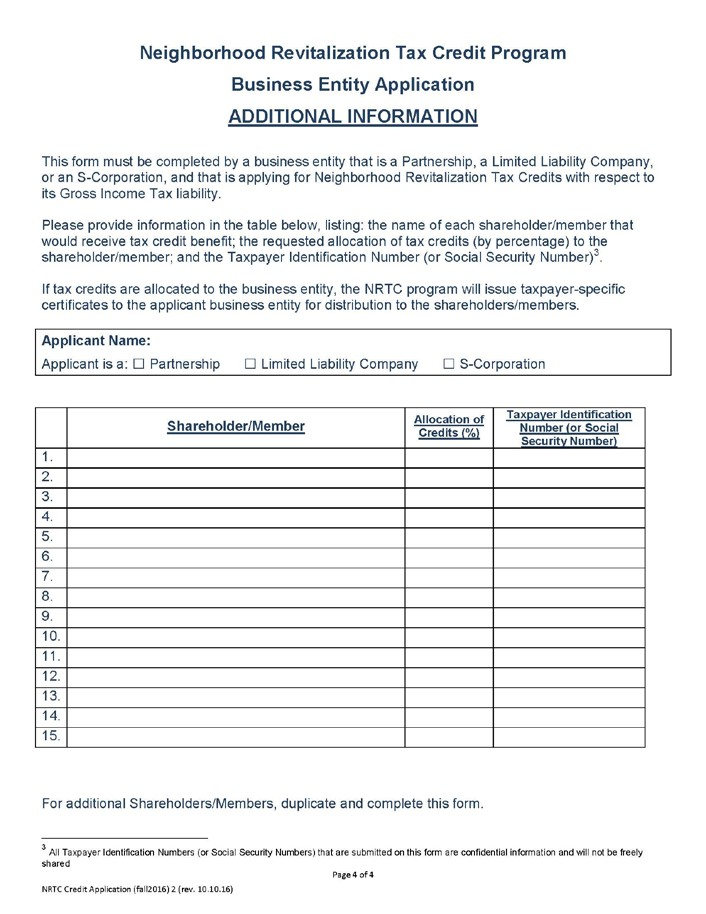 Neighborhood Revitalization Tax Credit Program
Business Entity Application
ADDITIONAL INFORMATION
This form must be completed by a business entity that is a Partnership, a Limited Liability Company,
or an S-Corporation, and that is applying for Neighborhood Revitalization Tax Credits with respect to
its Gross Income Tax liability.
Please provide information in the table below, listing: the name of each shareholder/member that
would receive tax credit benefit; the requested allocation of tax credits (by percentage) to the
shareholder/member; and the Taxpayer Identification Number (or Social Security Number)³.
If tax credits are allocated to the business entity, the NRTC program will issue taxpayer-specific
certificates to the applicant business entity for distribution to the shareholders/members.
Applicant Name:
Applicant is a: ☐ Partnership ☐ Limited Liability Company ☐ S-Corporation
Shareholder/Member
Allocation of
Credits (%)
Taxpayer Identification
Number (or Social
Security Number)
1.
2.
3.
4.
5.
6.
7.
8.
9.
10.
11.
12.
13.
14.
15.
For additional Shareholders/Members, duplicate and complete this form.
³ All Taxpayer Identification Numbers (or Social Security Numbers) that are submitted on this form are confidential information and will not be freely
shared
Page 4 of 4
NRTC Credit Application (fall2016) 2 (rev. 10.10.16)